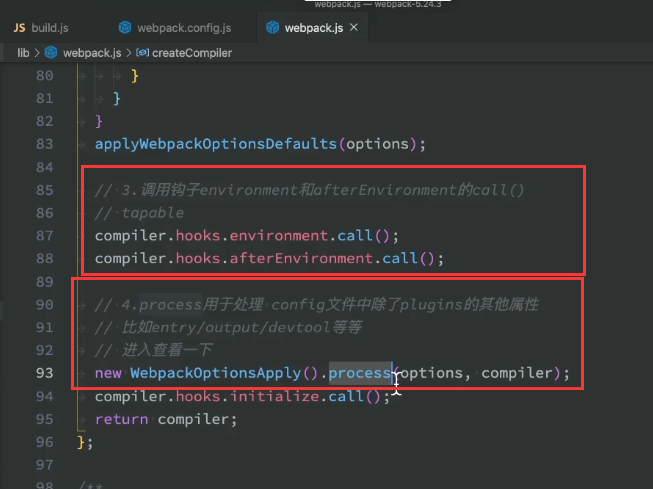 webpack.js — webpack-5.24.3
JS build.js webpack.config.js webpack.js ×
lib > webpack.js > createCompiler
80 }
81 }
82 }
83 applyWebpackOptionsDefaults(options);
84
85 // 3.调用钩子environment和afterEnvironment的call()
86 // tapable
87 compiler.hooks.environment.call();
88 compiler.hooks.afterEnvironment.call();
89
90 // 4.process用于处理 config文件中除了plugins的其他属性
91 // 比如entry/output/devtool等等
92 // 进入查看一下
93 new WebpackOptionsApply().process(options, compiler);
94 compiler.hooks.initialize.call();
95 return compiler;
96 };
97
98 /**